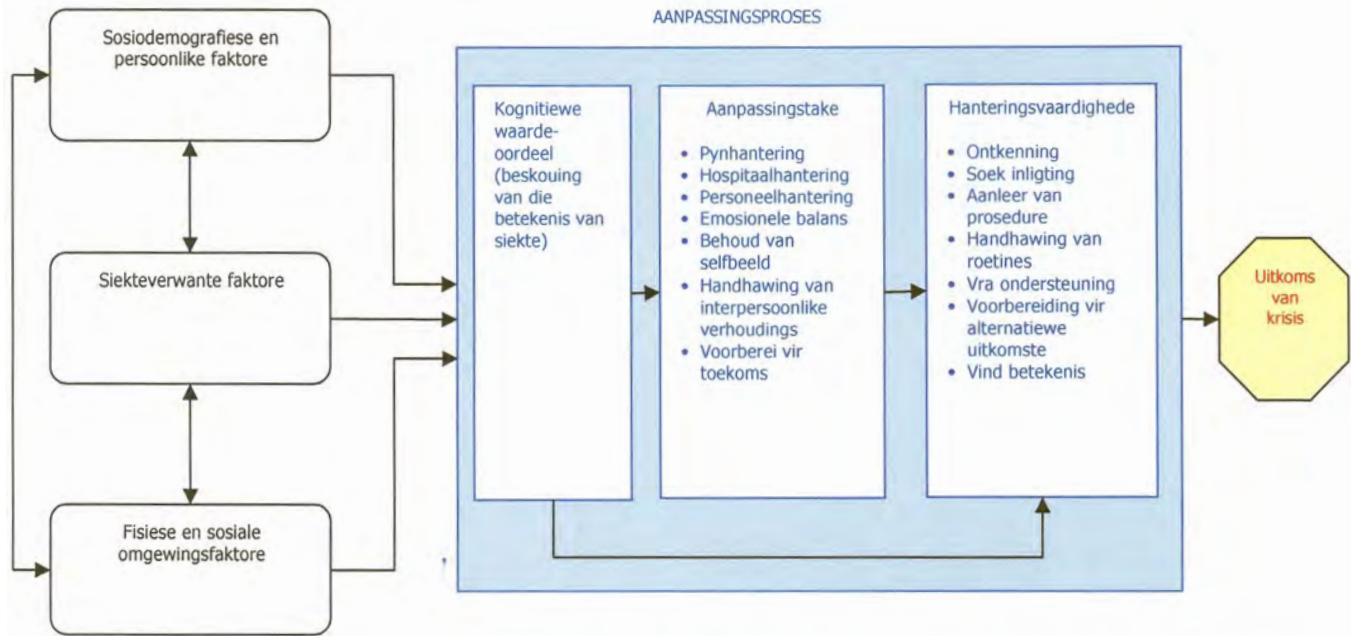 AANPASSINGSPROSES
Sosiodemografiese en
persoonlike faktore
Siekteverwante faktore
Fisiese en sosiale
omgewingsfaktore
Kognitiewe
waarde-
oordeel
(beskouing
van die
betekenis van
siekte)
Aanpassingstake
• Pynhantering
• Hospitaalhantering
• Personeelhantering
• Emosionele balans
• Behoud van
selfbeeld
• Handhawing van
interpersoonlike
verhoudings
• Voorberei vir
toekoms
Hanteringsvaardighede
• Ontkenning
• Soek inligting
• Aanleer van
prosedure
• Handhawing van
roetines
• Vra ondersteuning
• Voorbereiding vir
alternatiewe
uitkomste
• Vind betekenis
Uitkoms
van
krisis